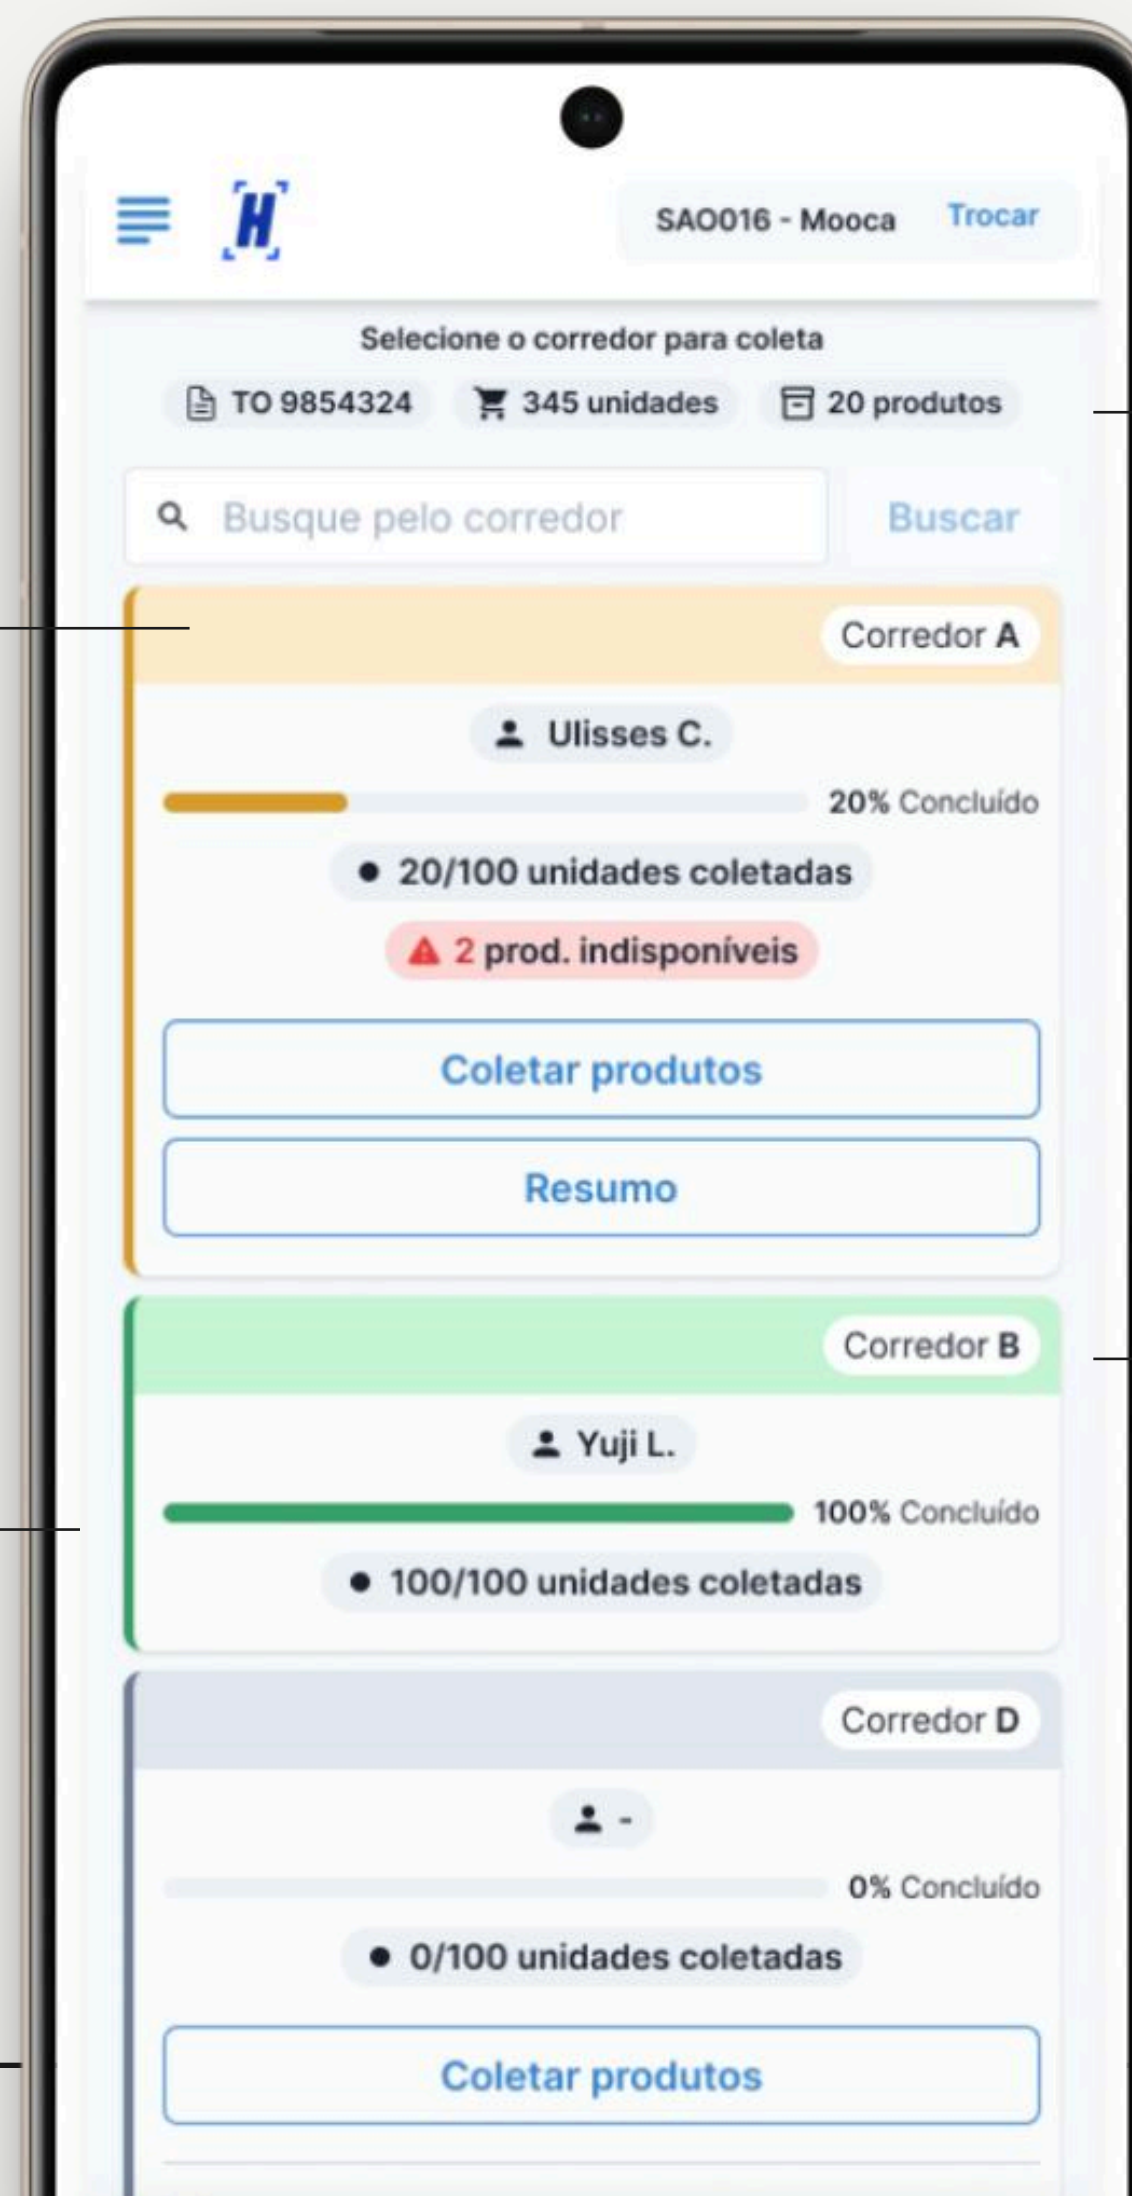 H
SAO016 - Mooca Trocar
Selecione o corredor para coleta
TO 9854324 345 unidades 20 produtos
Busque pelo corredor Buscar
Corredor A
Ulisses C.
20% Concluído
20/100 unidades coletadas
2 prod. indisponíveis
Coletar produtos
Resumo
Corredor B
Yuji L.
100% Concluído
100/100 unidades coletadas
Corredor D
-
0% Concluído
0/100 unidades coletadas
Coletar produtos